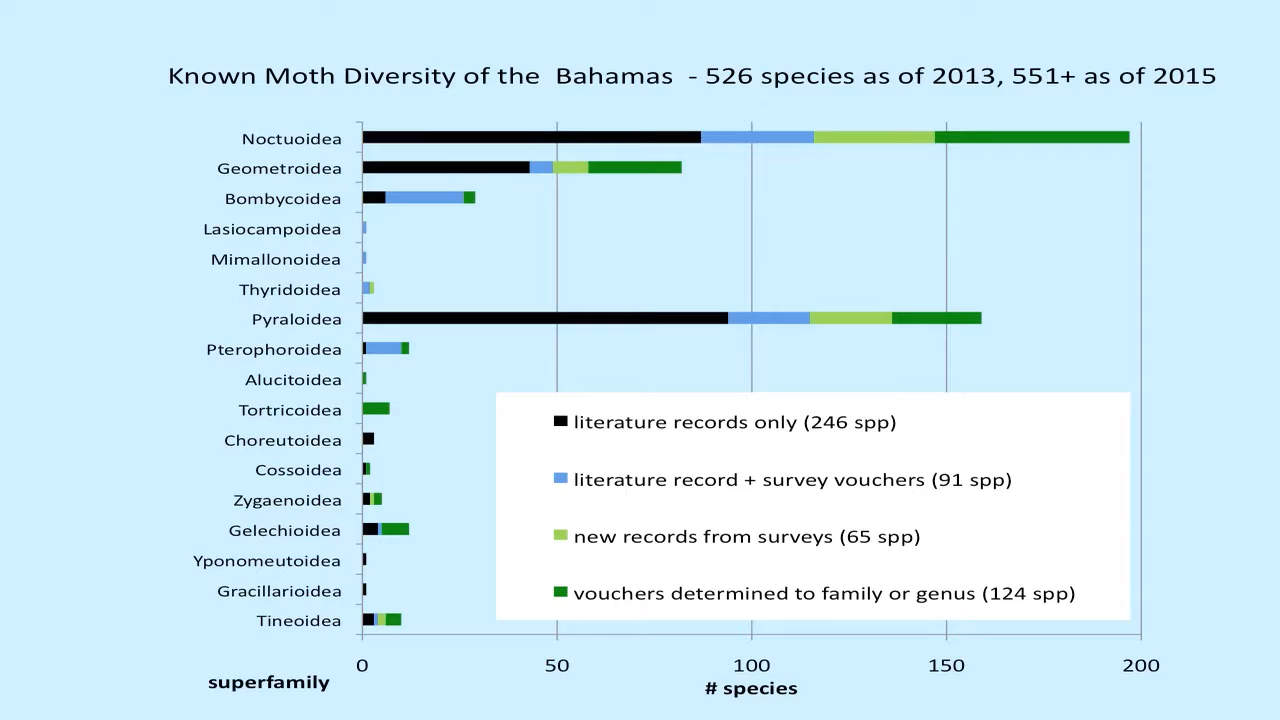 Known Moth Diversity of the Bahamas - 526 species as of 2013, 551+ as of 2015
Noctuoidea
Geometroidea
Bombycoidea
Lasiocampoidea
Mimallonoidea
Thyridoidea
Pyraloidea
Pterophoroidea
Alucitoidea
Tortricoidea
Choreutoidea
Cossoidea
Zygaenoidea
Gelechioidea
Yponomeutoidea
Gracillarioidea
Tineoidea
literature records only (246 spp)
literature record + survey vouchers (91 spp)
new records from surveys (65 spp)
vouchers determined to family or genus (124 spp)
0 50 100 150 200
superfamily
# species